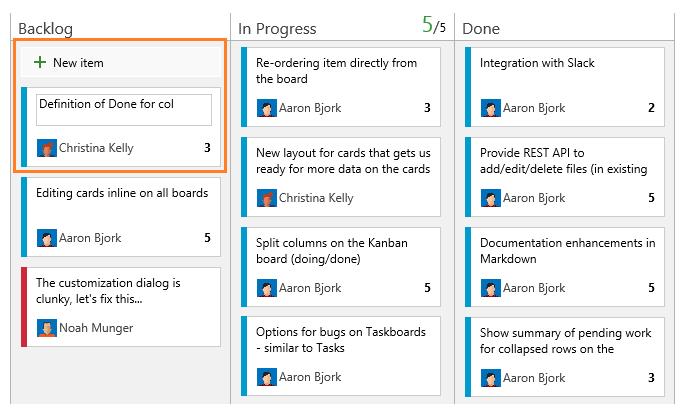 Backlog
+ New item
Definition of Done for col
Christina Kelly 3
Editing cards inline on all boards
Aaron Bjork 5
The customization dialog is
clunky, let's fix this...
Noah Munger
In Progress 5/5
Re-ordering item directly from
the board
Aaron Bjork 3
New layout for cards that gets us
ready for more data on the cards
Christina Kelly
Split columns on the Kanban
board (doing/done)
Aaron Bjork 5
Options for bugs on Taskboards
- similar to Tasks
Aaron Bjork
Done
Integration with Slack
Aaron Bjork 2
Provide REST API to
add/edit/delete files (in existing
Aaron Bjork 5
Documentation enhancements in
Markdown
Aaron Bjork 5
Show summary of pending work
for collapsed rows on the
Aaron Bjork 3